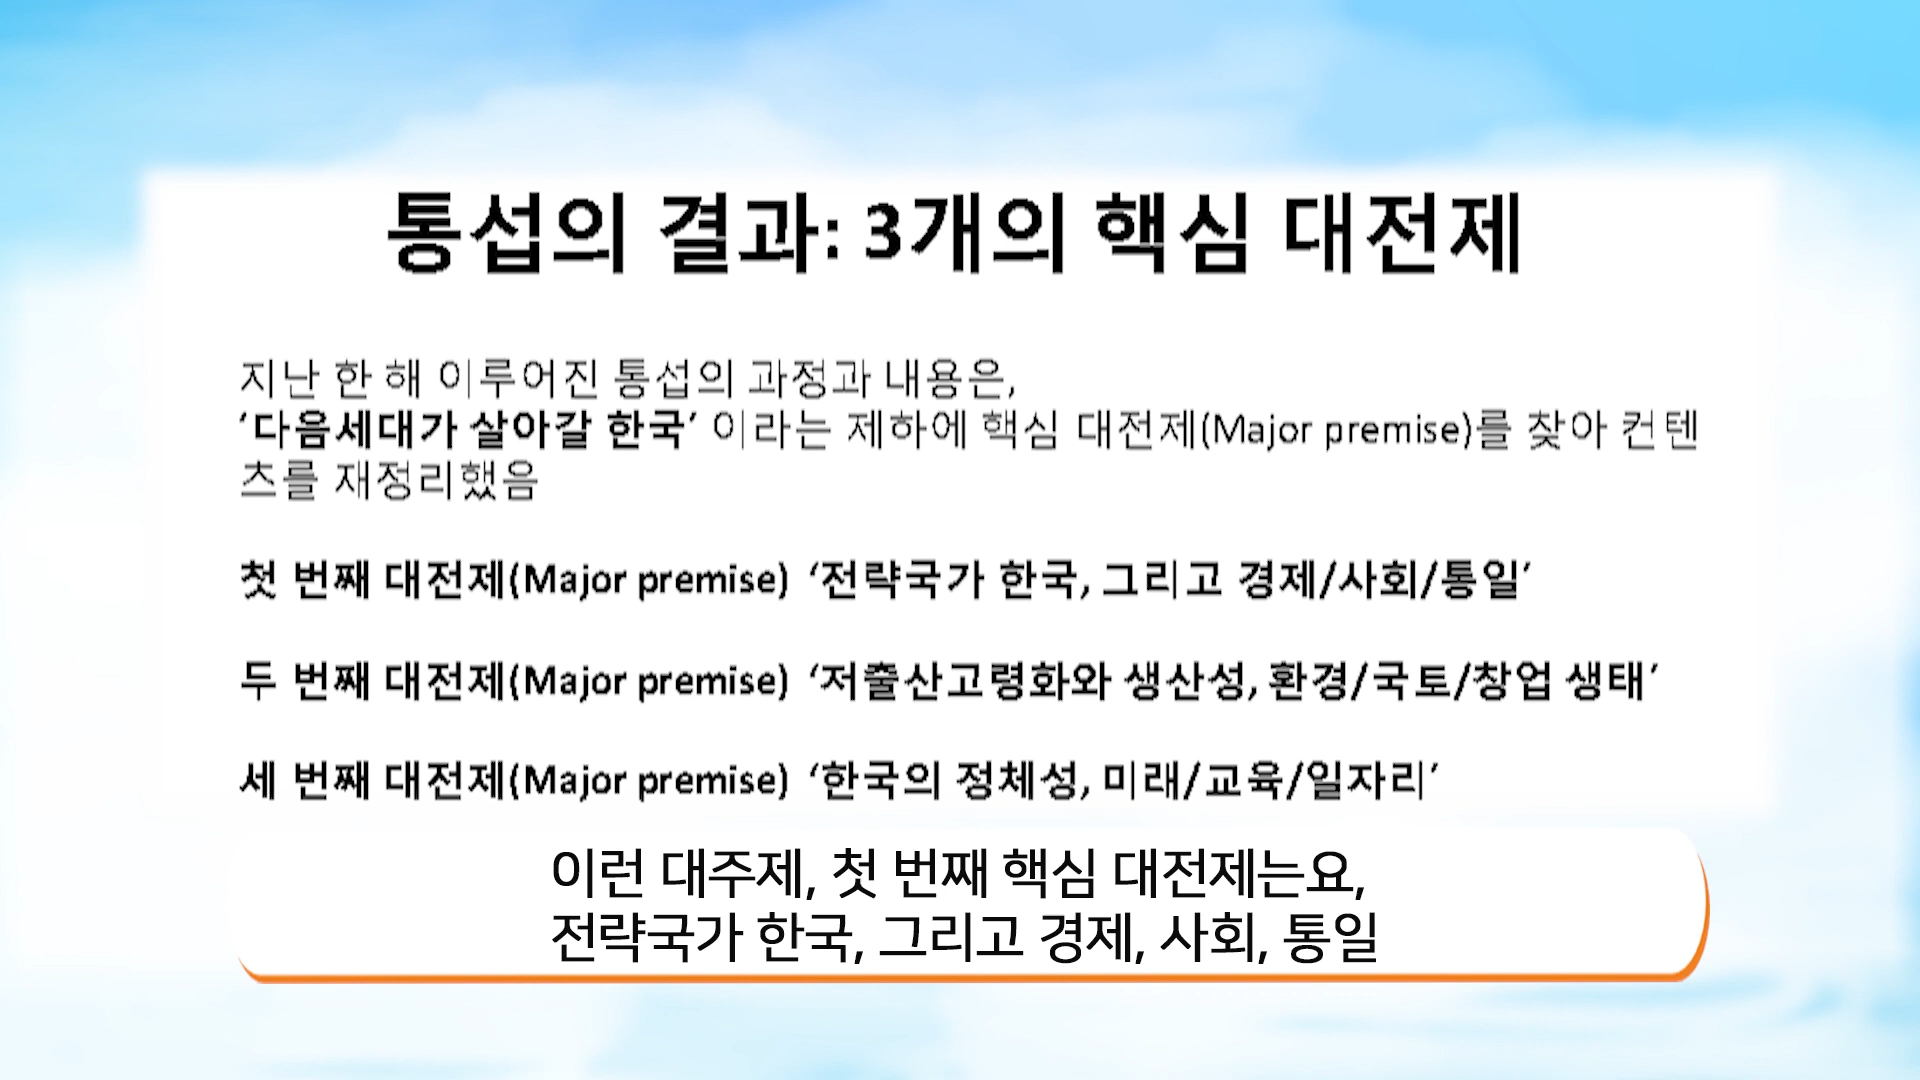 통섭의 결과: 3개의 핵심 대전제
지난 한 해 이루어진 통섭의 과정과 내용은,
‘다음세대가 살아갈 한국’ 이라는 제하에 핵심 대전제(Major premise)를 찾아 컨텐
츠를 재정리했음
첫 번째 대전제(Major premise) ‘전략국가 한국, 그리고 경제/사회/통일’
두 번째 대전제(Major premise) ‘저출산고령화와 생산성, 환경/국토/창업 생태’
세 번째 대전제(Major premise) ‘한국의 정체성, 미래/교육/일자리’
이런 대주제, 첫 번째 핵심 대전제는요,
전략국가 한국, 그리고 경제, 사회, 통일